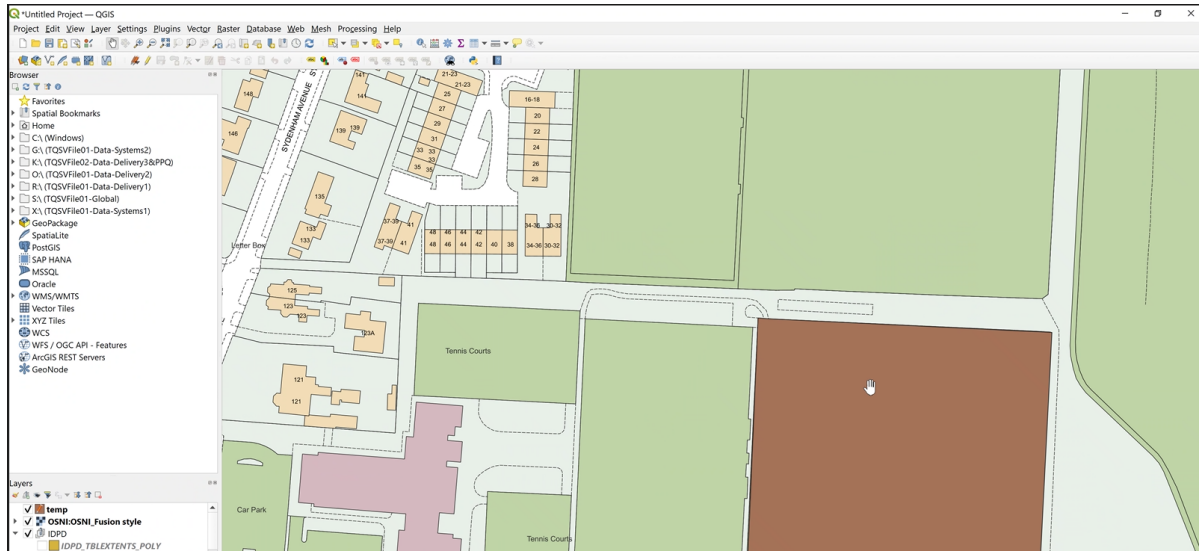 *Untitled Project — QGIS
Project Edit View Layer Settings Plugins Vector Raster Database Web Mesh Processing Help
Browser
Favorites
Spatial Bookmarks
Home
C:\ (Windows)
G:\ (TQSVFile01-Data-Systems2)
K:\ (TQSVFile02-Data-Delivery3&PPQ)
O:\ (TQSVFile01-Data-Delivery2)
R:\ (TQSVFile01-Data-Delivery1)
S:\ (TQSVFile01-Global)
X:\ (TQSVFile01-Data-Systems1)
GeoPackage
SpatiaLite
PostGIS
SAP HANA
MSSQL
Oracle
WMS/WMTS
Vector Tiles
XYZ Tiles
WCS
WFS / OGC API - Features
ArcGIS REST Servers
GeoNode
Layers
temp
OSNI:OSNI_Fusion style
IDPD
IDPD_TBLEXTENTS_POLY
148
146
SYDENHAM AVENUE
141
141
139 139
135
133
133
Letter Box
21-23
21-23
25
27
29
31
33 33
33
35 35
16-18
20
22
24
26
28
37-39 41
37-39 41
48 46 44 42
48 46 44 42 40 38
34-36 30-32
34-36 30-32
125
123
123
123A
121
121
Tennis Courts
Car Park
Tennis Courts